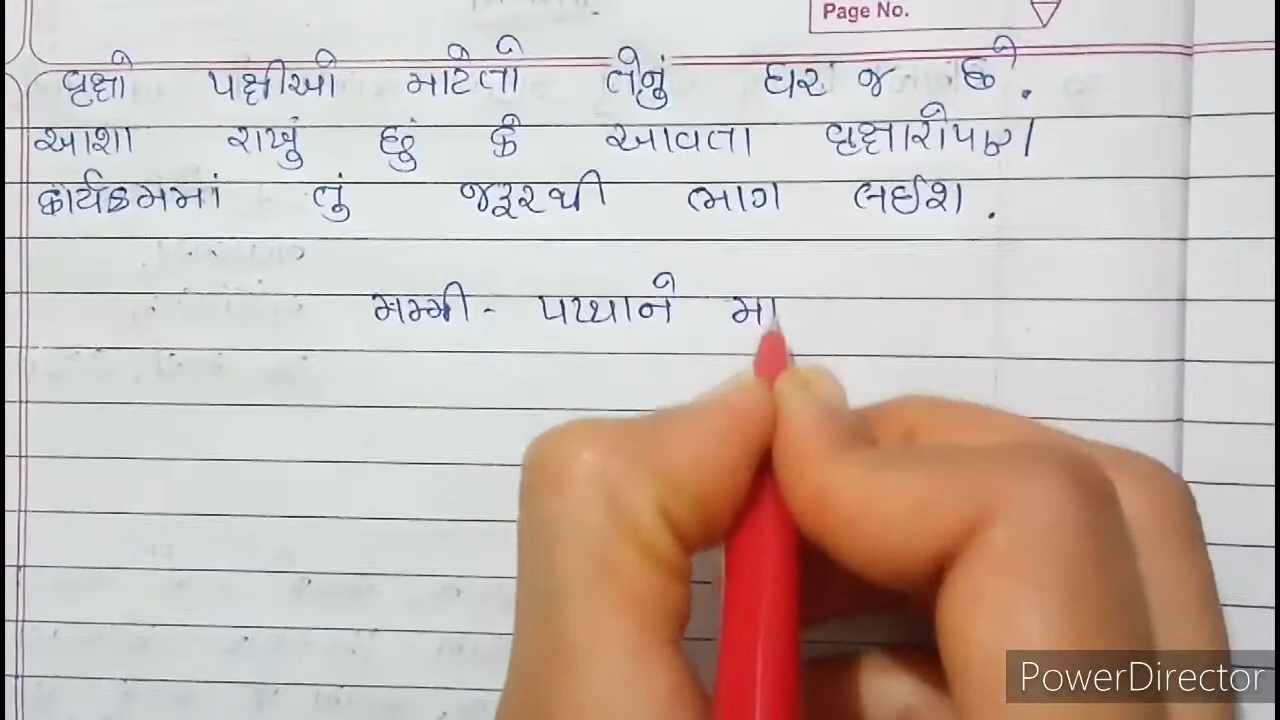 Page No.
વૃક્ષો પક્ષીઓ માટેતો તેનું ઘર જ છે.
આશા રાખું છું કે આવતા વૃક્ષારોપણ
કાર્યક્રમમાં તું જરૂરથી ભાગ લઈશ.
મમ્મી - પપ્પાને મા
PowerDirector